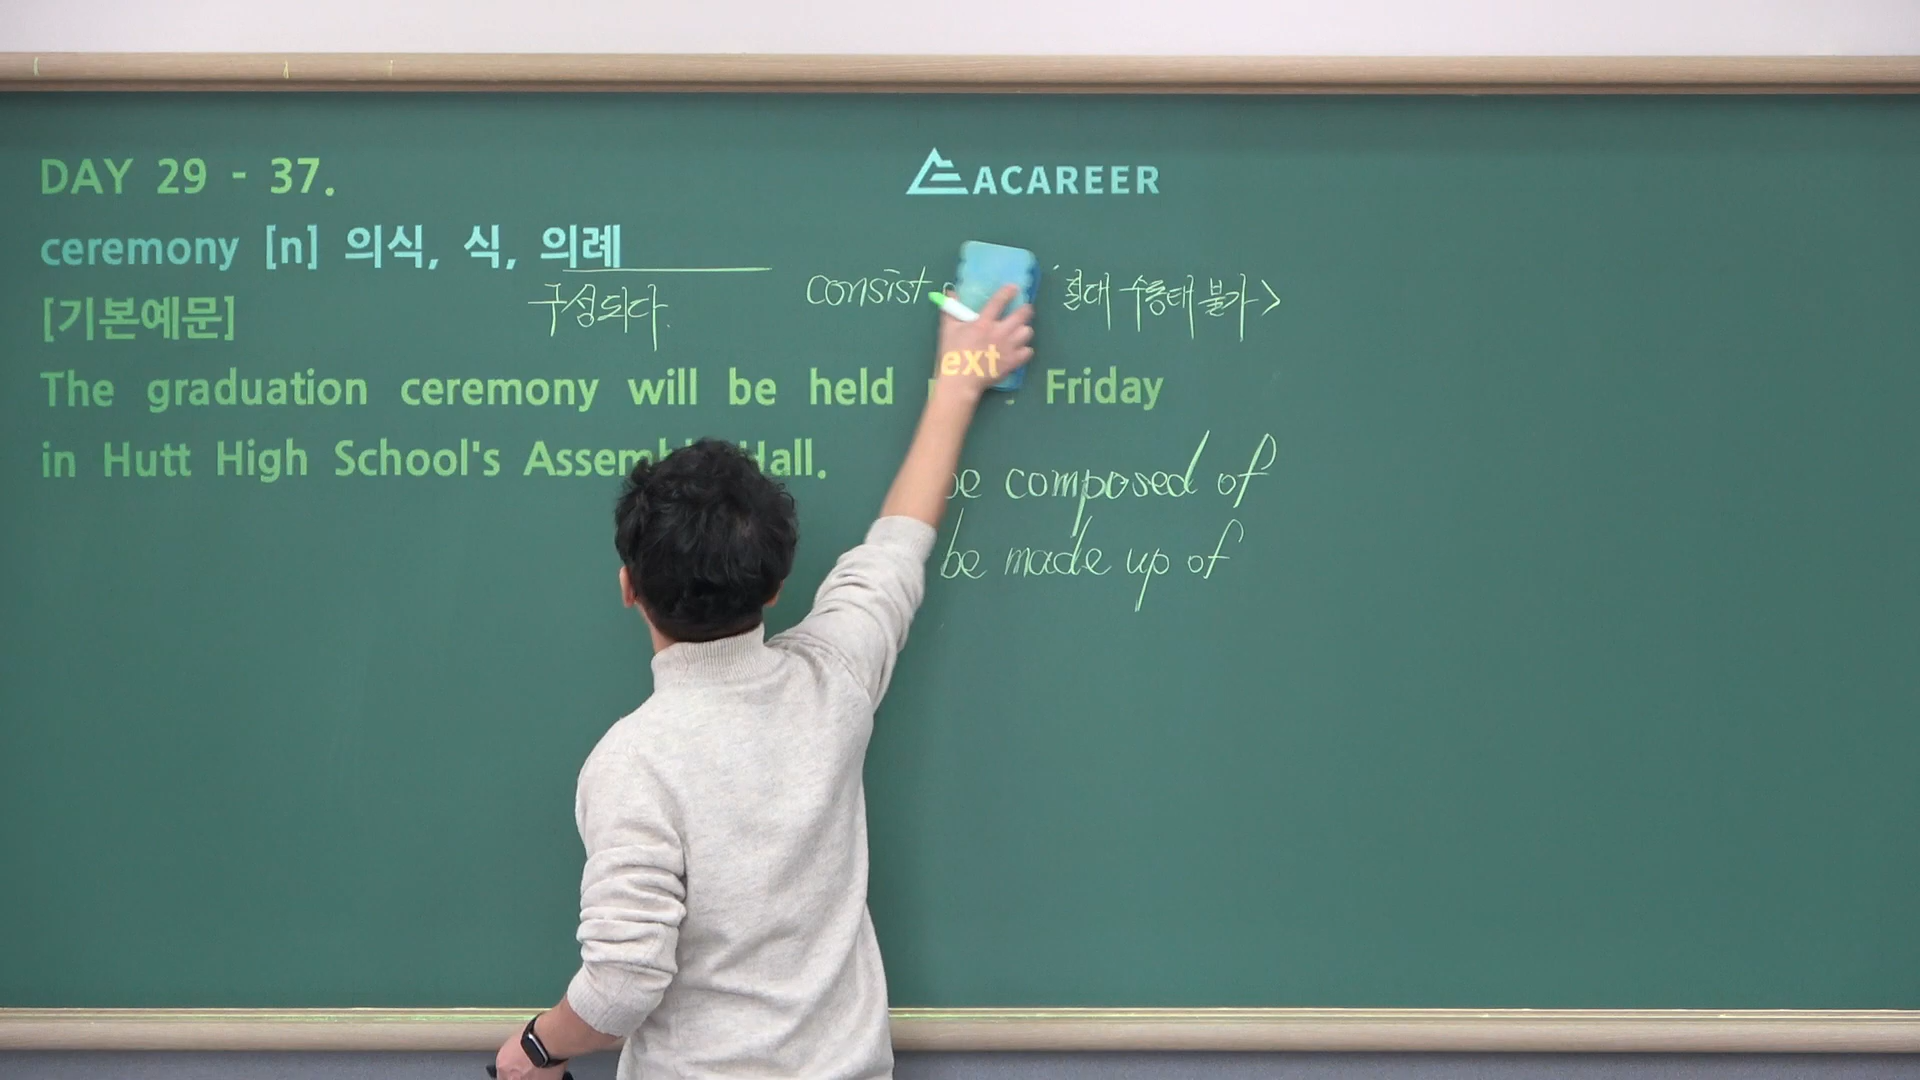 DAY 29 - 37.
ACAREER
ceremony [n] 의식, 식, 의례
구성되다.
consist
절대 수동태 불가>
[기본예문]
The graduation ceremony will be held ext Friday
in Hutt High School's Hall.
be composed of
be made up of